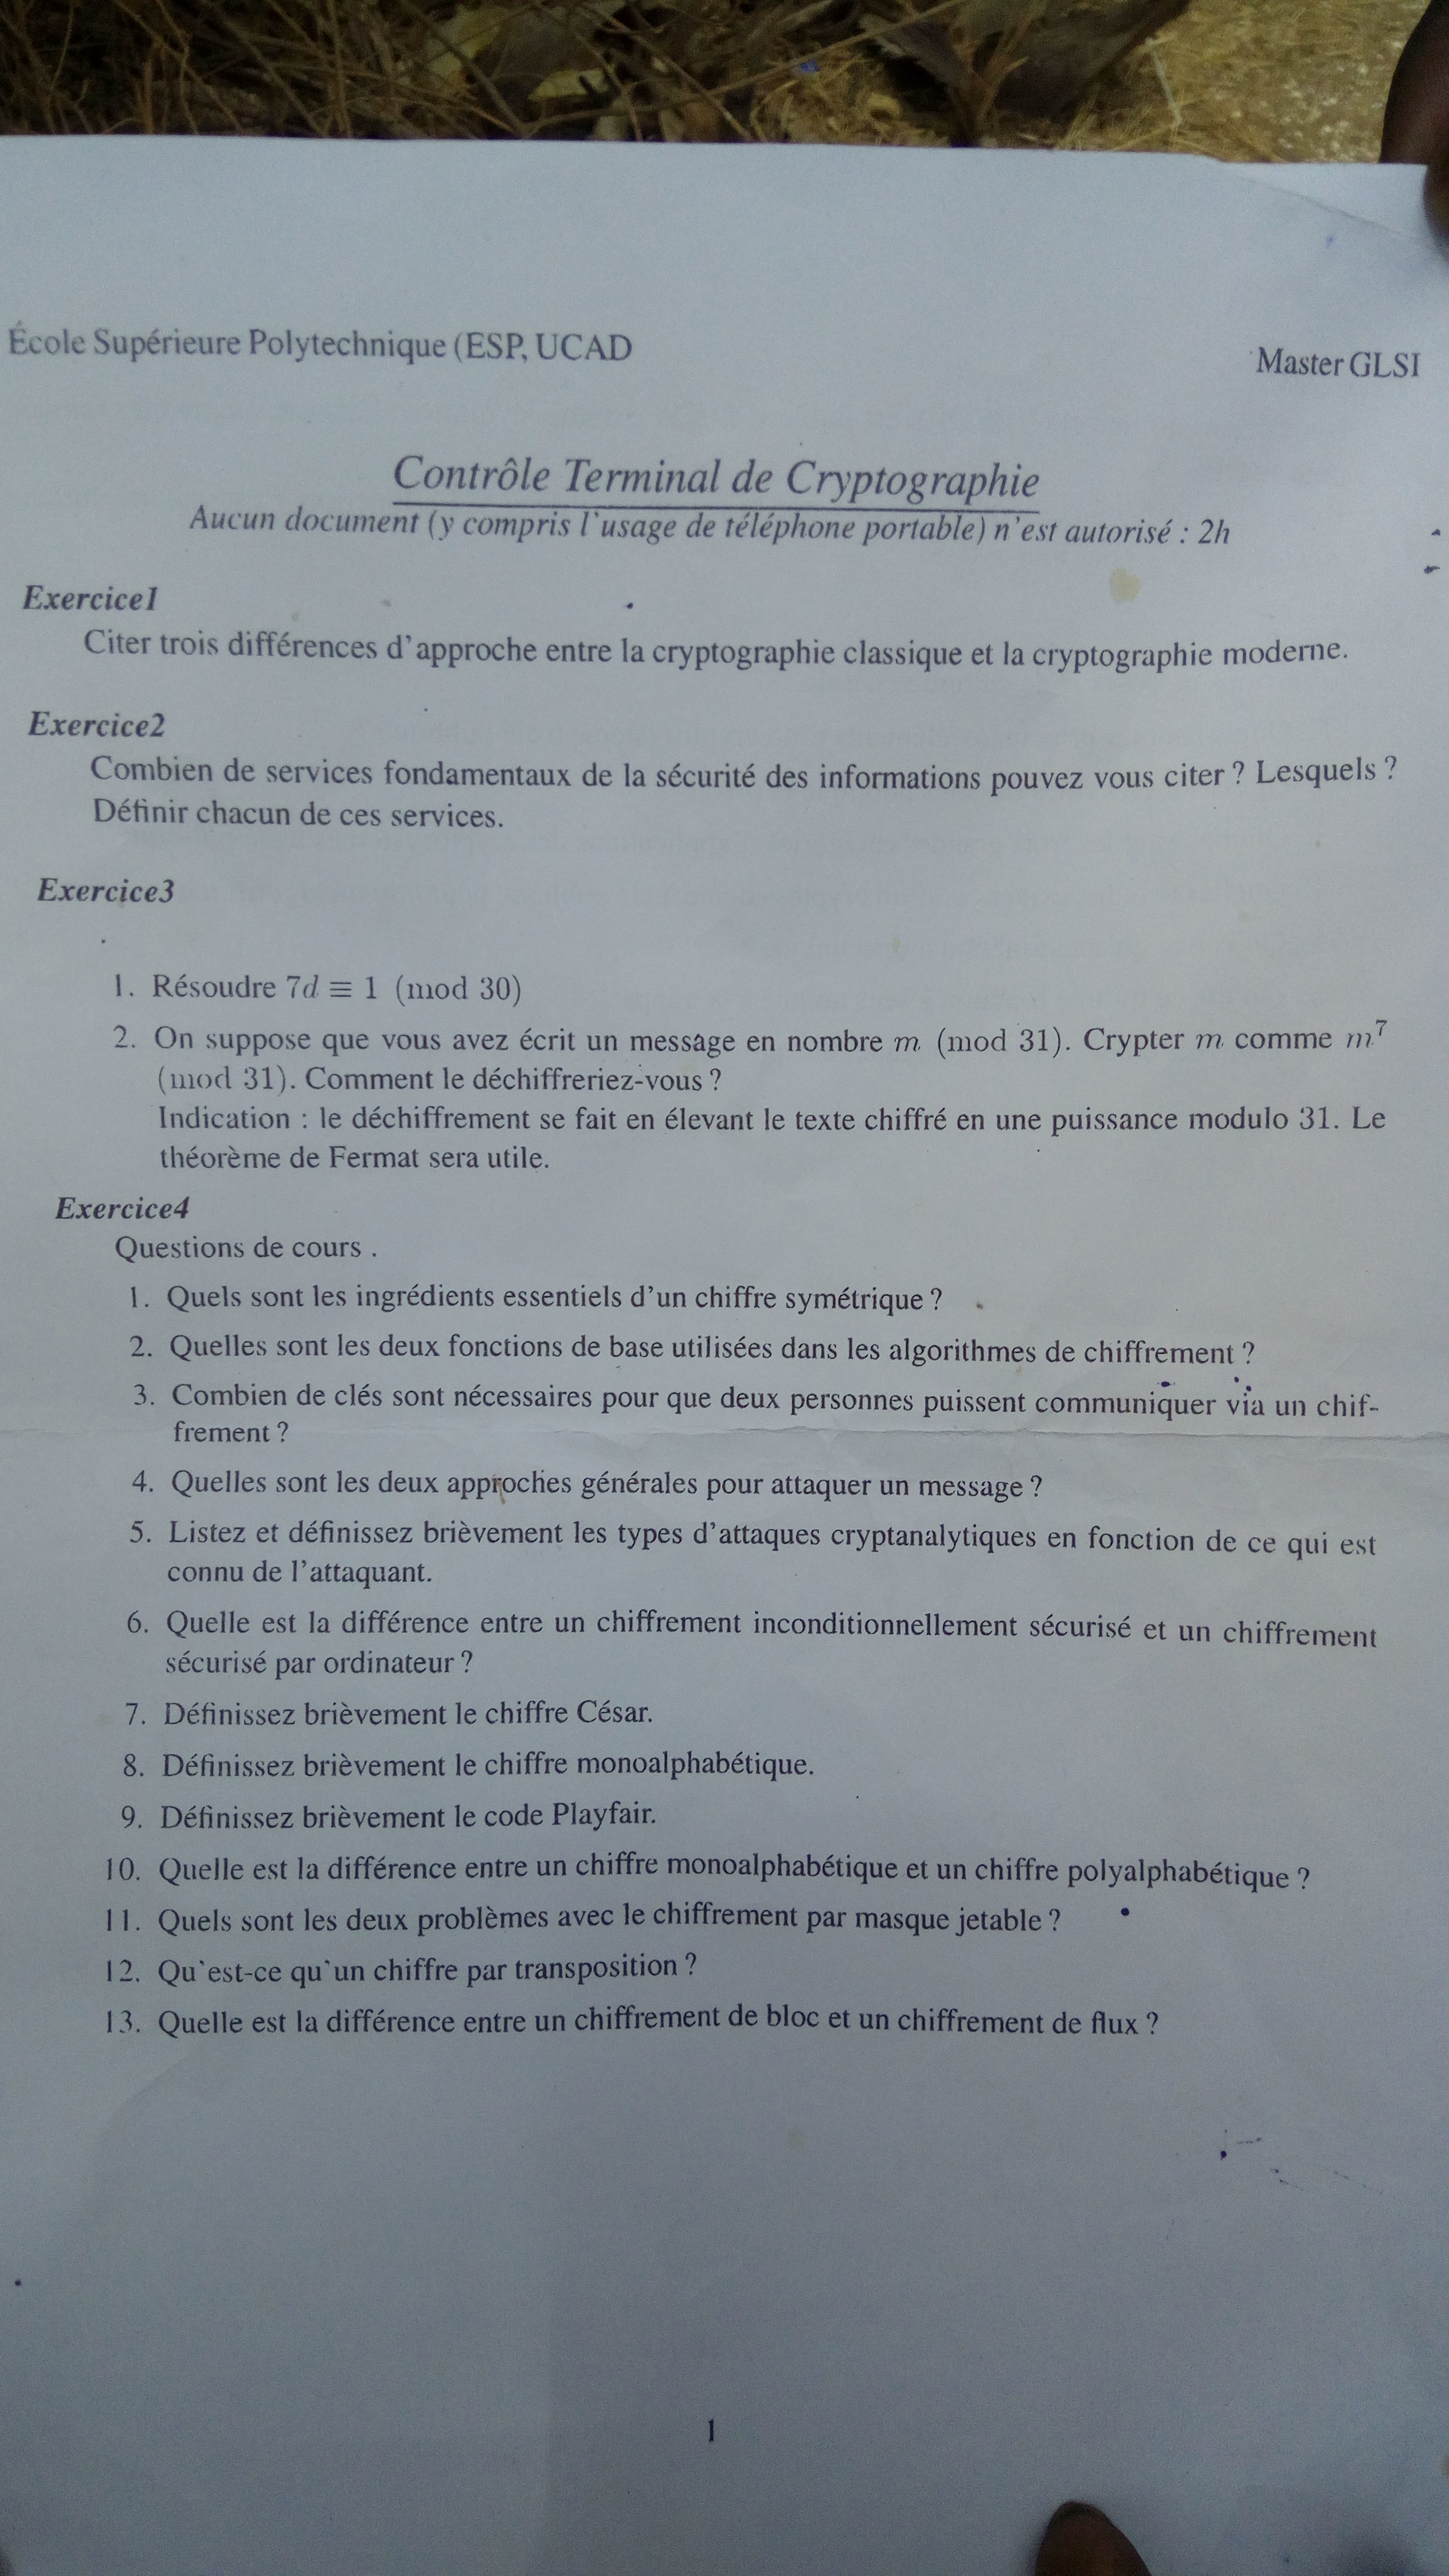 École Supérieure Polytechnique (ESP, UCAD
Master GLSI
Contrôle Terminal de Cryptographie
Aucun document (y compris l'usage de téléphone portable) n'est autorisé : 2h
Exercice1
Citer trois différences d'approche entre la cryptographie classique et la cryptographie moderne.
Exercice2
Combien de services fondamentaux de la sécurité des informations pouvez vous citer ? Lesquels ?
Définir chacun de ces services.
Exercice3
1. Résoudre 7d ≡ 1 (mod 30)
2. On suppose que vous avez écrit un message en nombre m (mod 31). Crypter m comme m⁷
(mod 31). Comment le déchiffreriez-vous ?
Indication : le déchiffrement se fait en élevant le texte chiffré en une puissance modulo 31. Le
théorème de Fermat sera utile.
Exercice4
Questions de cours .
1. Quels sont les ingrédients essentiels d'un chiffre symétrique ?
2. Quelles sont les deux fonctions de base utilisées dans les algorithmes de chiffrement ?
3. Combien de clés sont nécessaires pour que deux personnes puissent communiquer via un chif-
frement ?
4. Quelles sont les deux approches générales pour attaquer un message ?
5. Listez et définissez brièvement les types d'attaques cryptanalytiques en fonction de ce qui est
connu de l'attaquant.
6. Quelle est la différence entre un chiffrement inconditionnellement sécurisé et un chiffrement
sécurisé par ordinateur ?
7. Définissez brièvement le chiffre César.
8. Définissez brièvement le chiffre monoalphabétique.
9. Définissez brièvement le code Playfair.
10. Quelle est la différence entre un chiffre monoalphabétique et un chiffre polyalphabétique ?
11. Quels sont les deux problèmes avec le chiffrement par masque jetable ?
12. Qu'est-ce qu'un chiffre par transposition ?
13. Quelle est la différence entre un chiffrement de bloc et un chiffrement de flux ?
1